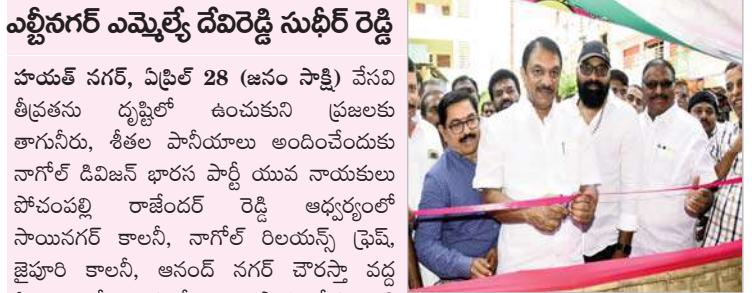 ఎల్బీనగర్ ఎమ్మెల్యే దేవిరెడ్డి సుధీర్ రెడ్డి
హయత్ నగర్, ఏప్రిల్ 28 (జనం సాక్షి) వేసవి
తీవ్రతను దృష్టిలో ఉంచుకుని ప్రజలకు
తాగునీరు, శీతల పానీయాలు అందించేందుకు
నాగోల్ డివిజన్ భారస పార్టీ యువ నాయకులు
పోచంపల్లి రాజేందర్ రెడ్డి ఆధ్వర్యంలో
సాయినగర్ కాలనీ, నాగోల్ రిలయన్స్ ఫ్రెష్,
జైపూరి కాలనీ, ఆనంద్ నగర్ చౌరస్తా వద్ద